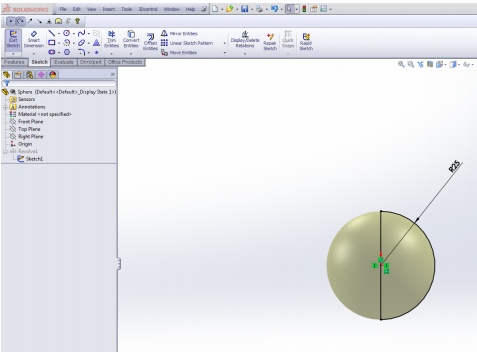 SOLIDWORKS File Edit View Insert Tools 3Dcontrol Window Help
Exit Sketch
Smart Dimension
Trim Entities
Convert Entities
Offset Entities
Mirror Entities
Linear Sketch Pattern
Move Entities
Display/Delete Relations
Repair Sketch
Quick Snaps
Rapid Sketch
Features Sketch Evaluate DimXpert Office Products
Sphere (Default<<Default>_Display State 1>)
Sensors
Annotations
Material <not specified>
Front Plane
Top Plane
Right Plane
Origin
Revolve1
Sketch1
R25